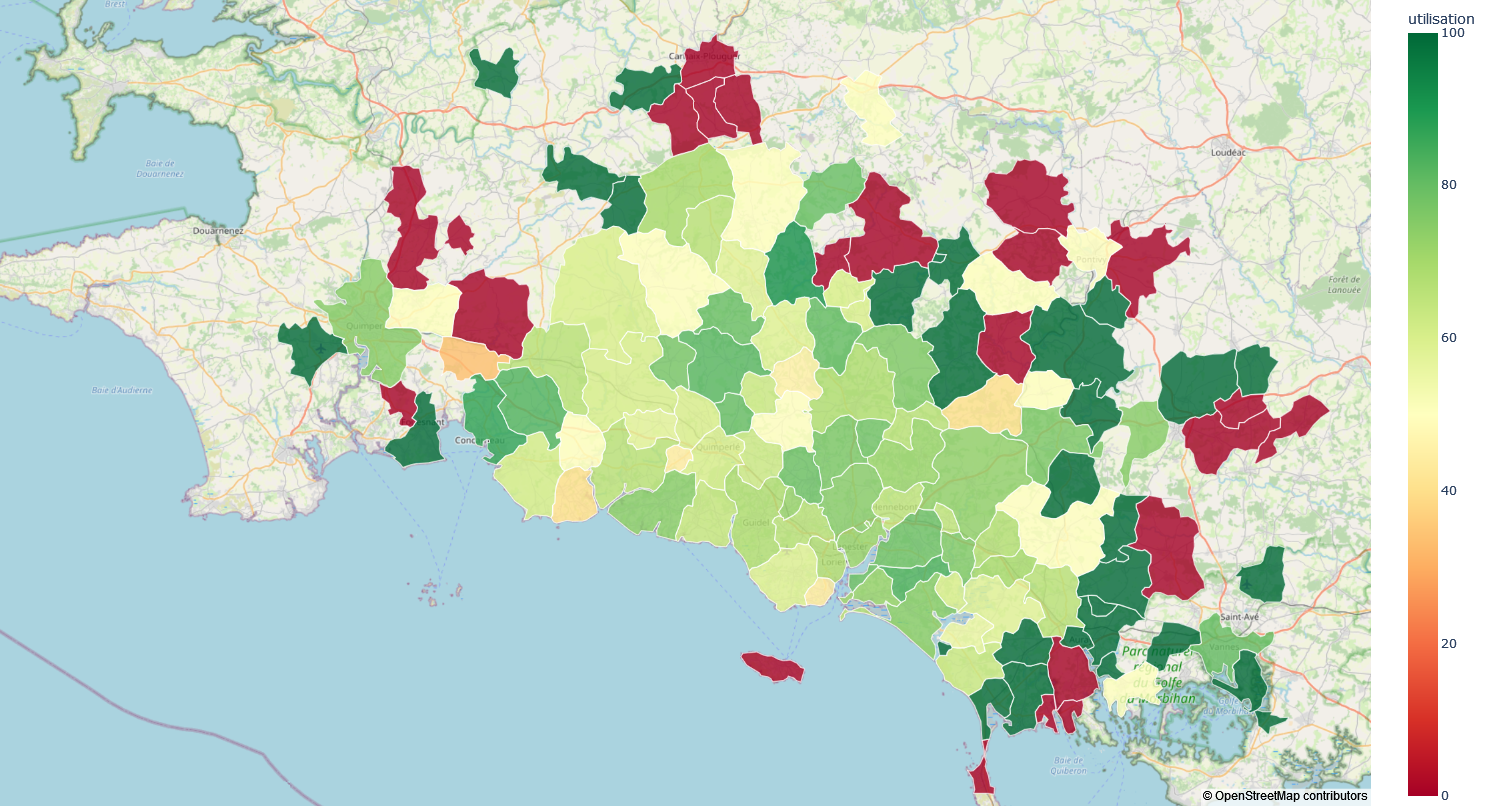 Brest
utilisation
100
80
60
40
20
0
Carhaix-Plouguer
Loudéac
Baie de
Douarnenez
Douarnenez
Pontivy
Forêt de
Lanouée
Quimper
Baie d'Audierne
Concarneau
Quimperlé
Guidel
Hennebont
Lanester
Lorient
Saint-Avé
Auray
Parc naturel
régional
du Golfe
du Morbihan
Vannes
Baie de
Quiberon
© OpenStreetMap contributors